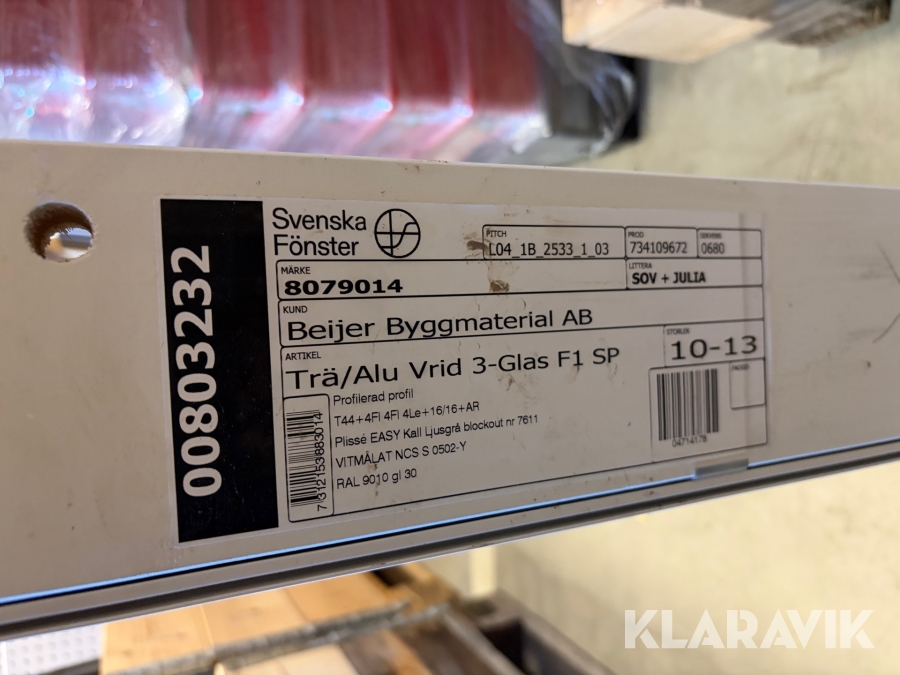 00803232
Svenska
Fönster
PITCH
L04_1B_2533_1_03
PROD
734109672
0680
MÄRKE
8079014
LITTERA
SOV + JULIA
KUND
Beijer Byggmaterial AB
ARTIKEL
Trä/Alu Vrid 3-Glas F1 SP
STORLEK
10-13
Profilerad profil
T44+4FI 4FI 4Le+16/16+AR
Plissé EASY Kall Ljusgrå blockout nr 7611
VITMÅLAT NCS S 0502-Y
RAL 9010 gl 30
7312153883014
04714178
KLARAVIK